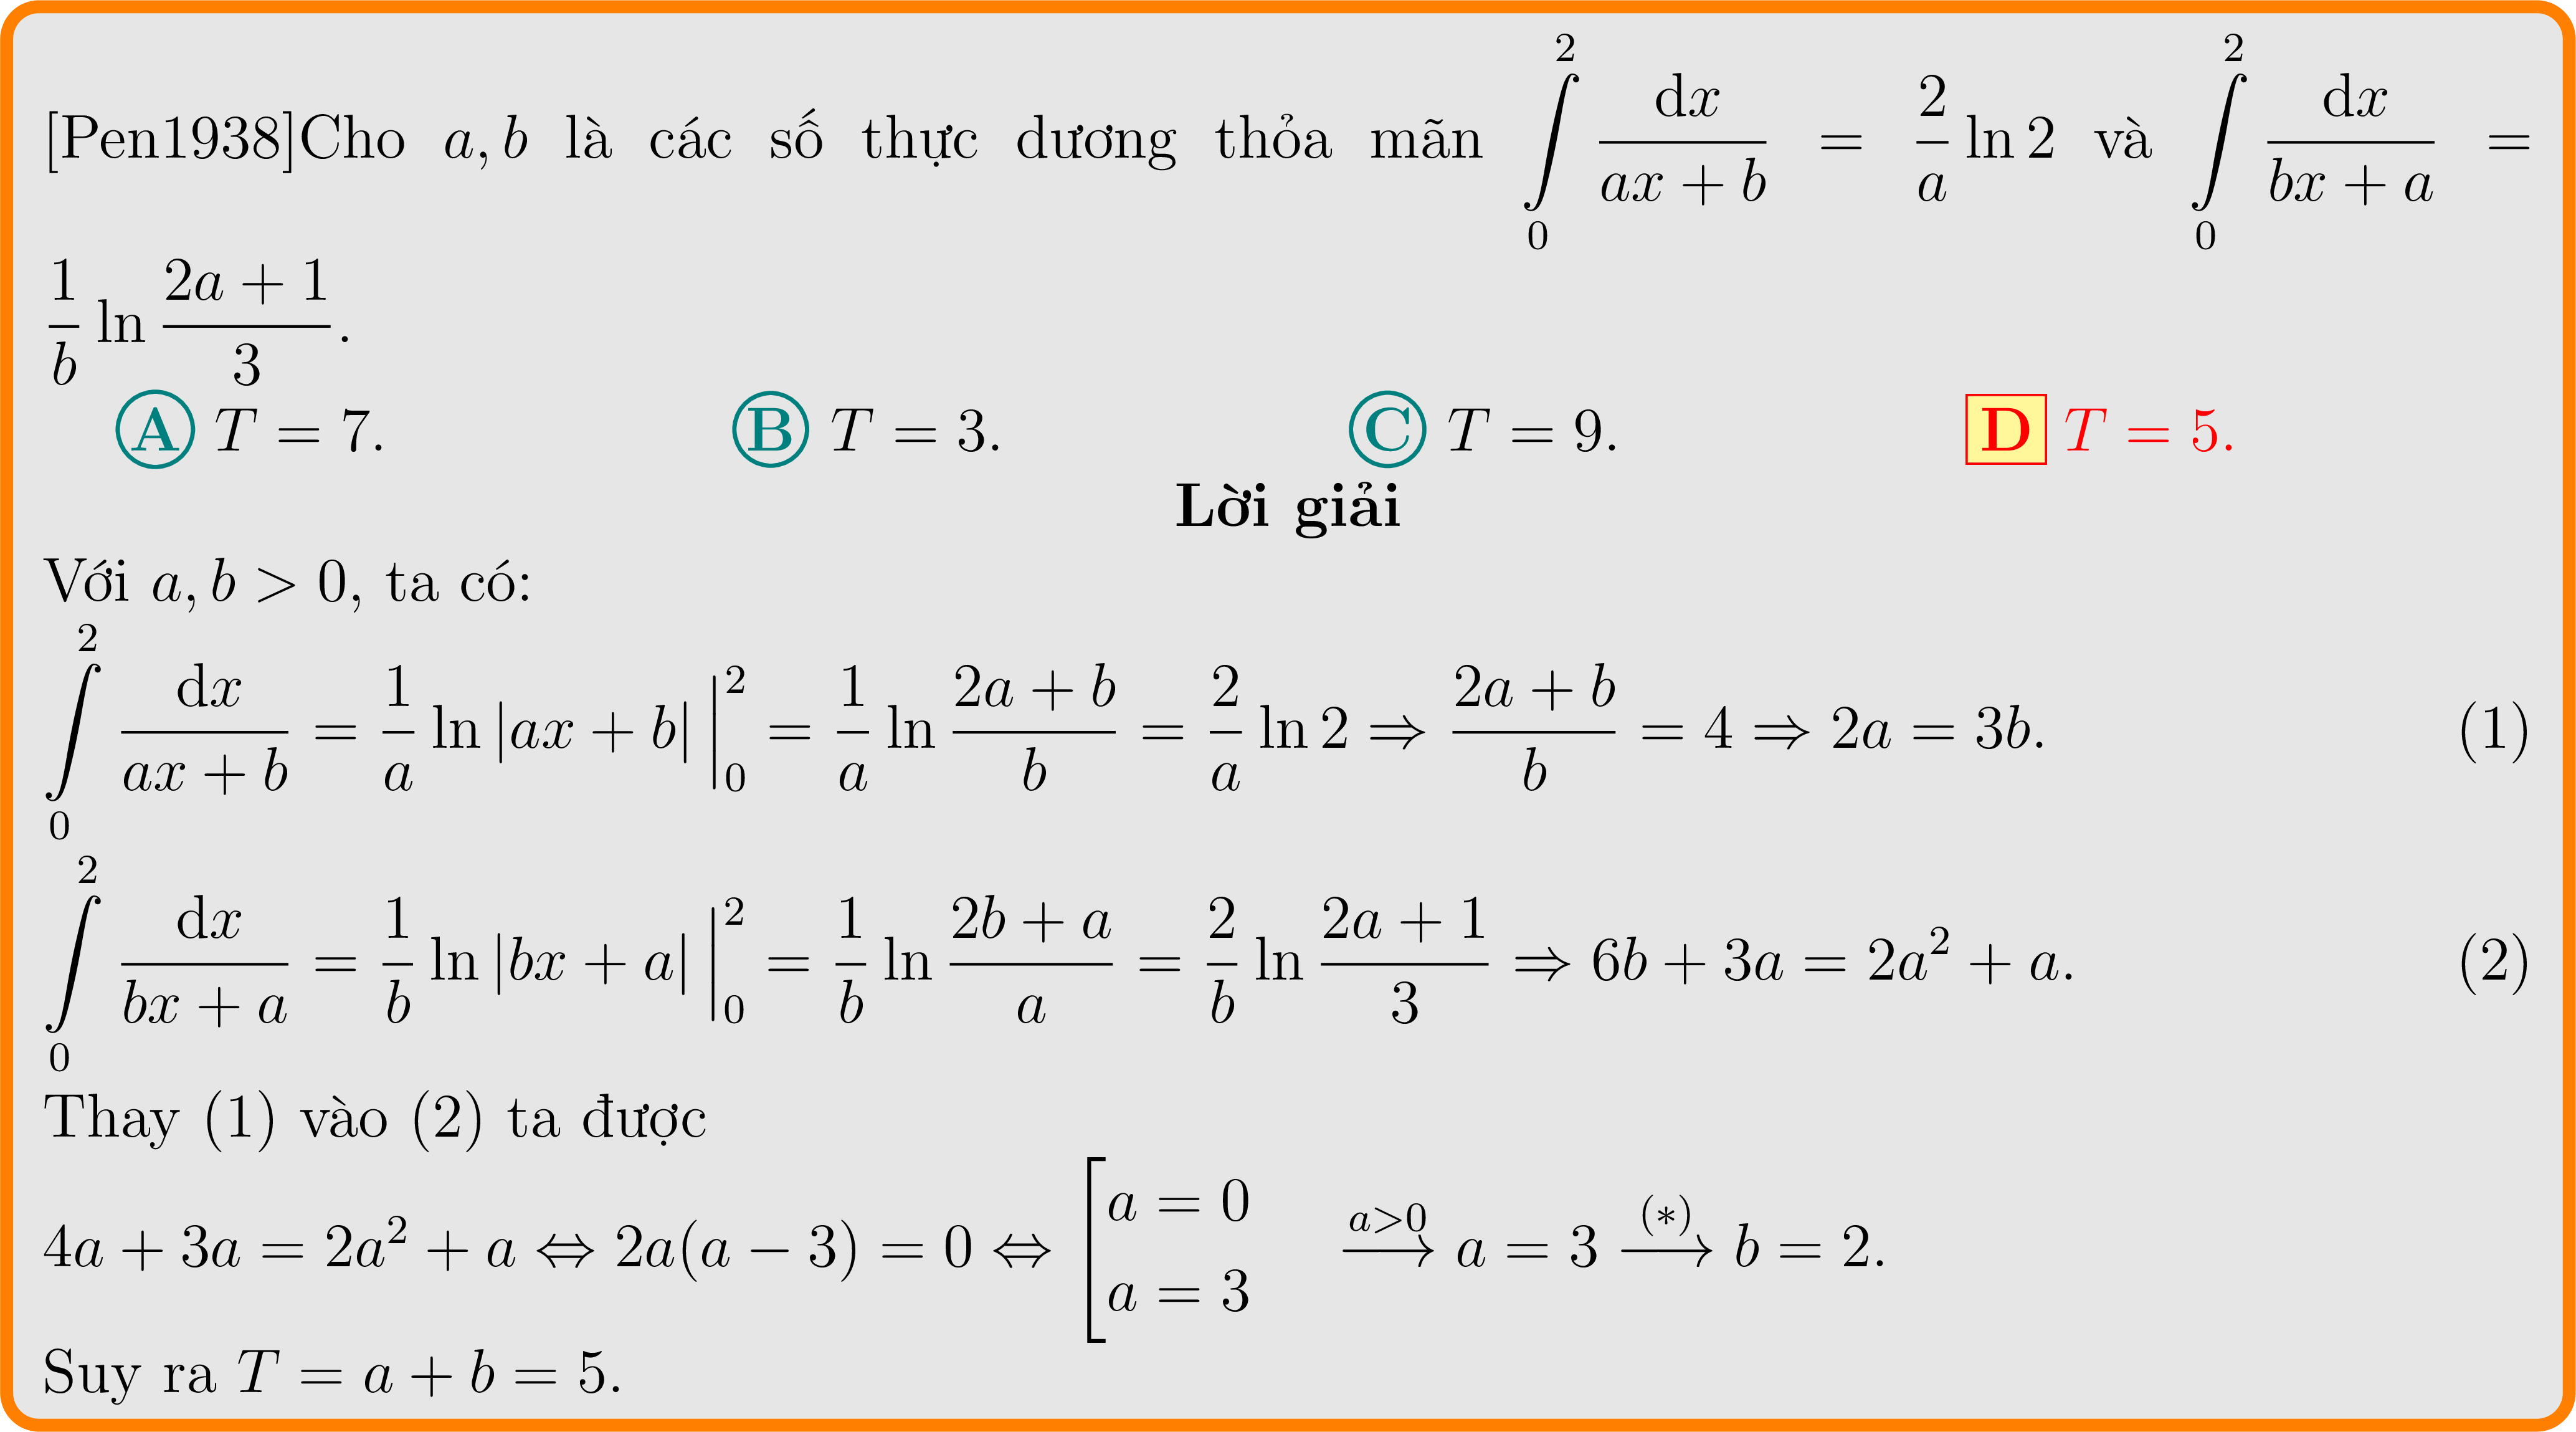 [Pen1938]Cho $a, b$ là các số thực dương thỏa mãn $\int\limits_0^2 \frac{\mathrm{d}x}{ax+b} = \frac{2}{a}\ln 2$ và $\int\limits_0^2 \frac{\mathrm{d}x}{bx+a} =$
$\frac{1}{b}\ln\frac{2a+1}{3}.$
A $T = 7.$ B $T = 3.$ C $T = 9.$ D $T = 5.$
Lời giải
Với $a, b > 0$, ta có:
$\int\limits_0^2 \frac{\mathrm{d}x}{ax+b} = \frac{1}{a}\ln|ax+b|\Big|_0^2 = \frac{1}{a}\ln\frac{2a+b}{b} = \frac{2}{a}\ln 2 \Rightarrow \frac{2a+b}{b} = 4 \Rightarrow 2a = 3b.$ (1)
$\int\limits_0^2 \frac{\mathrm{d}x}{bx+a} = \frac{1}{b}\ln|bx+a|\Big|_0^2 = \frac{1}{b}\ln\frac{2b+a}{a} = \frac{2}{b}\ln\frac{2a+1}{3} \Rightarrow 6b+3a = 2a^2+a.$ (2)
Thay (1) vào (2) ta được
$4a+3a = 2a^2+a \Leftrightarrow 2a(a-3) = 0 \Leftrightarrow \left[\begin{array}{l} a = 0 \\ a = 3 \end{array}\right. \xrightarrow{a>0} a = 3 \xrightarrow{(*)} b = 2.$
Suy ra $T = a + b = 5.$